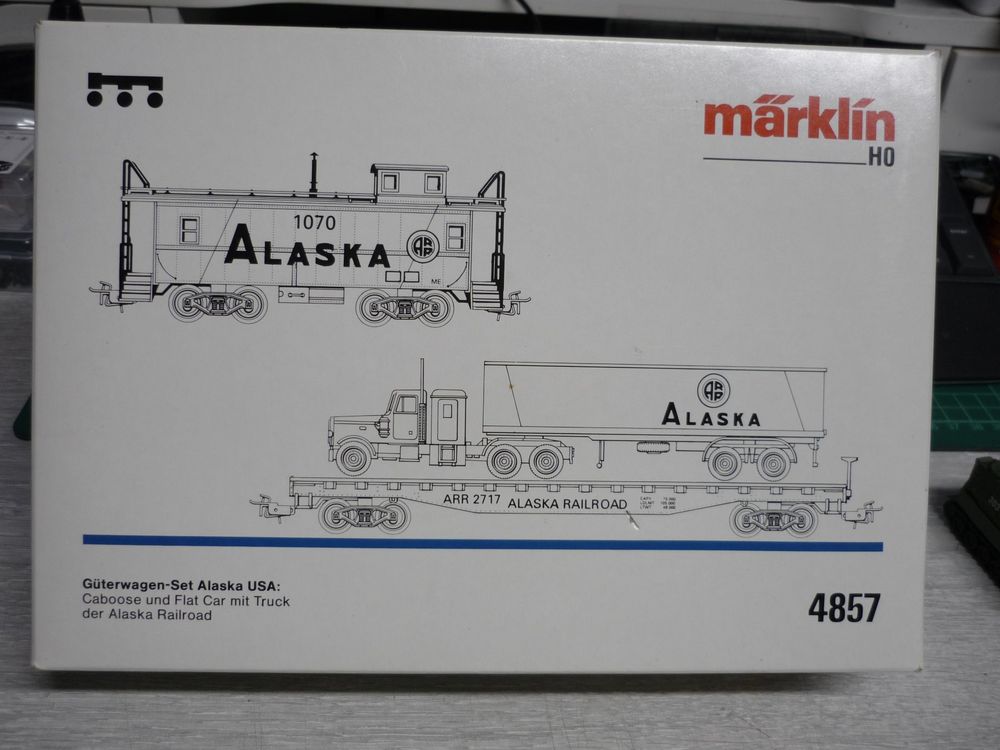 märklin
H0
1070
ALASKA
ARR
ME
ARR
ALASKA
ARR 2717 ALASKA RAILROAD
Güterwagen-Set Alaska USA:
Caboose und Flat Car mit Truck
der Alaska Railroad
4857